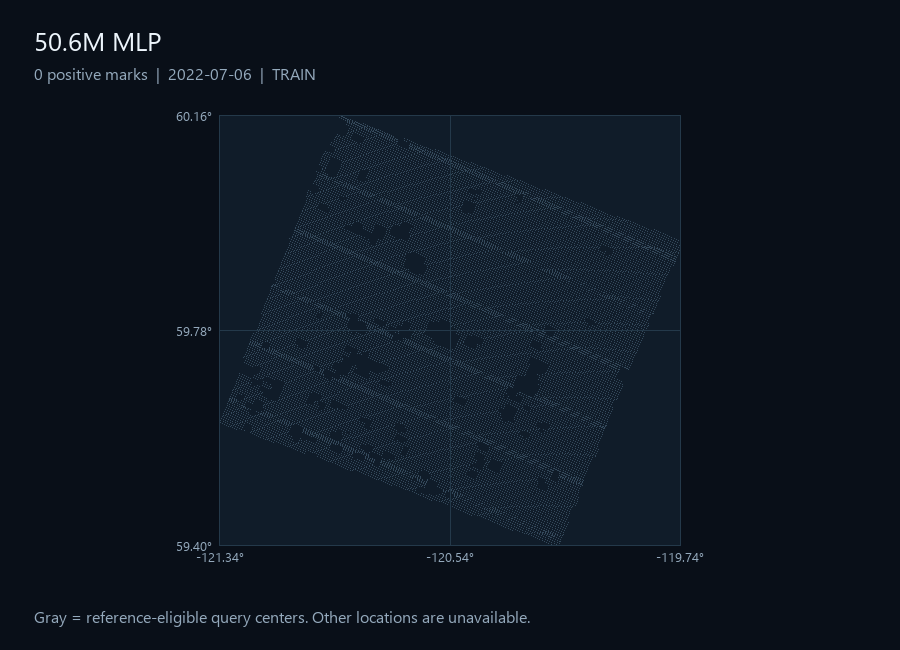 50.6M MLP
0 positive marks | 2022-07-06 | TRAIN
60.16°
59.78°
59.40°
-121.34° -120.54° -119.74°
Gray = reference-eligible query centers. Other locations are unavailable.